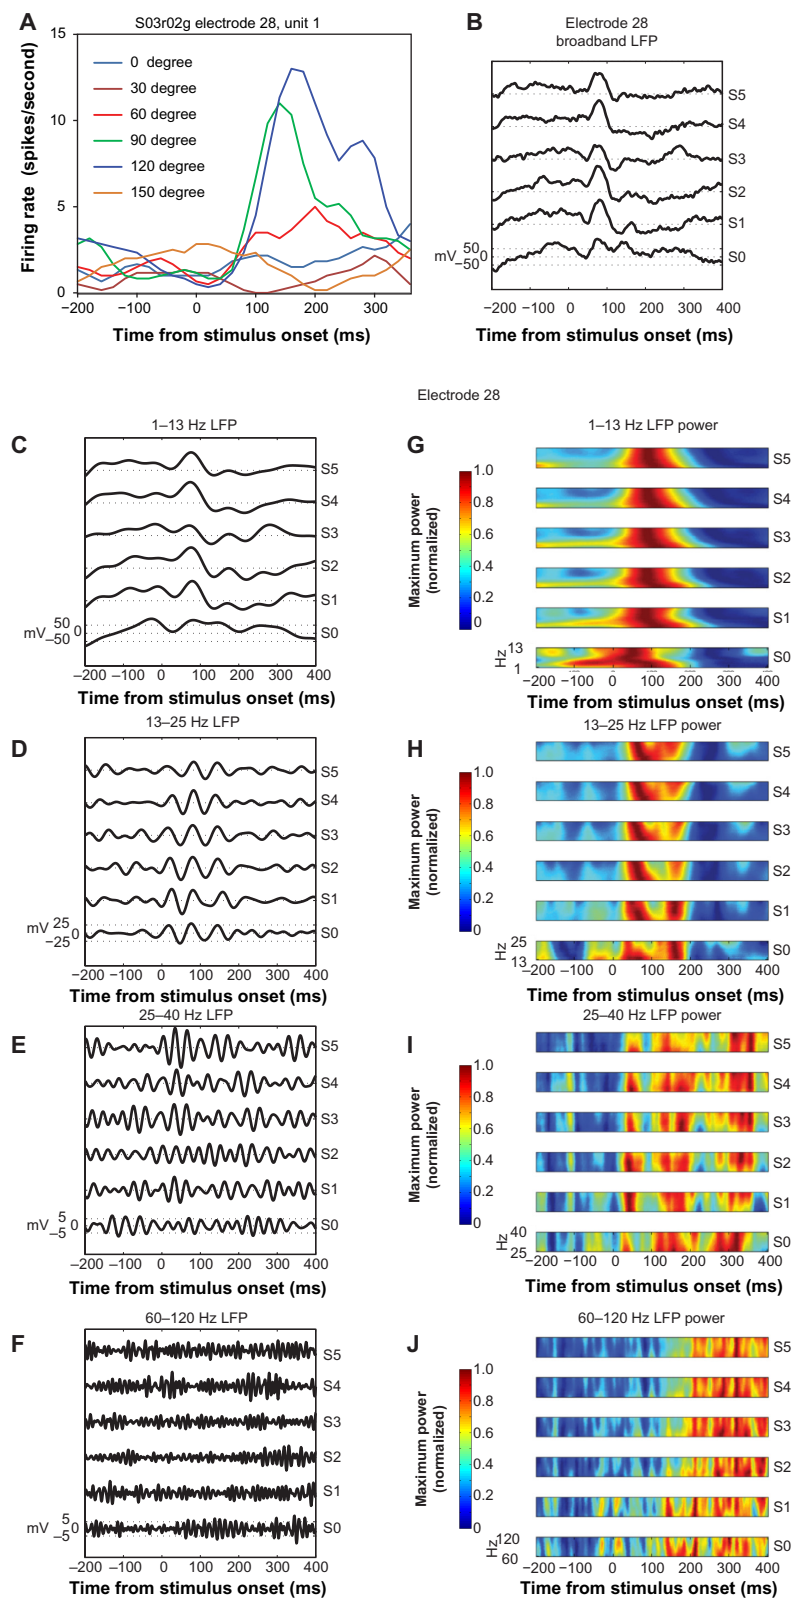 A
S03r02g electrode 28, unit 1
Firing rate (spikes/second)
15
10
5
0
0 degree
30 degree
60 degree
90 degree
120 degree
150 degree
−200 −100 0 100 200 300
Time from stimulus onset (ms)
B
Electrode 28
broadband LFP
S5
S4
S3
S2
S1
S0
mV 50 0 −50
−200 −100 0 100 200 300 400
Time from stimulus onset (ms)
Electrode 28
C
1–13 Hz LFP
S5
S4
S3
S2
S1
S0
mV 50 0 −50
−200 −100 0 100 200 300 400
Time from stimulus onset (ms)
G
1–13 Hz LFP power
Maximum power
(normalized)
1.0
0.8
0.6
0.4
0.2
0
S5
S4
S3
S2
S1
S0
Hz 13 1
−200 −100 0 100 200 300 400
Time from stimulus onset (ms)
D
13–25 Hz LFP
S5
S4
S3
S2
S1
S0
mV 25 0 −25
−200 −100 0 100 200 300 400
Time from stimulus onset (ms)
H
13–25 Hz LFP power
Maximum power
(normalized)
1.0
0.8
0.6
0.4
0.2
0
S5
S4
S3
S2
S1
S0
Hz 25 13
−200 −100 0 100 200 300 400
Time from stimulus onset (ms)
E
25–40 Hz LFP
S5
S4
S3
S2
S1
S0
mV 5 0 −5
−200 −100 0 100 200 300 400
Time from stimulus onset (ms)
I
25–40 Hz LFP power
Maximum power
(normalized)
1.0
0.8
0.6
0.4
0.2
0
S5
S4
S3
S2
S1
S0
Hz 40 25
−200 −100 0 100 200 300 400
Time from stimulus onset (ms)
F
60–120 Hz LFP
S5
S4
S3
S2
S1
S0
mV 5 0 −5
−200 −100 0 100 200 300 400
Time from stimulus onset (ms)
J
60–120 Hz LFP power
Maximum power
(normalized)
1.0
0.8
0.6
0.4
0.2
0
S5
S4
S3
S2
S1
S0
Hz 120 60
−200 −100 0 100 200 300 400
Time from stimulus onset (ms)